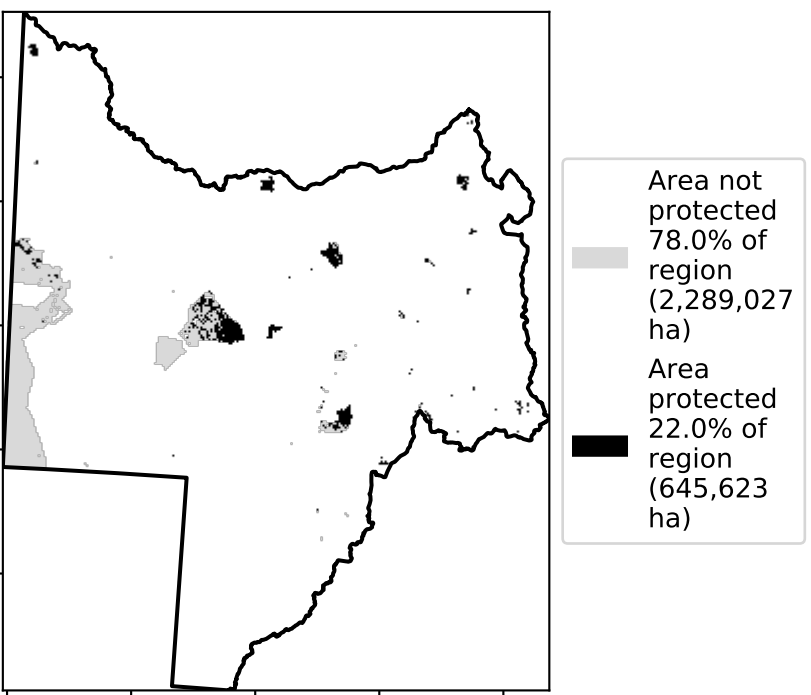 Area not
protected
78.0% of
region
(2,289,027
ha)
Area
protected
22.0% of
region
(645,623
ha)